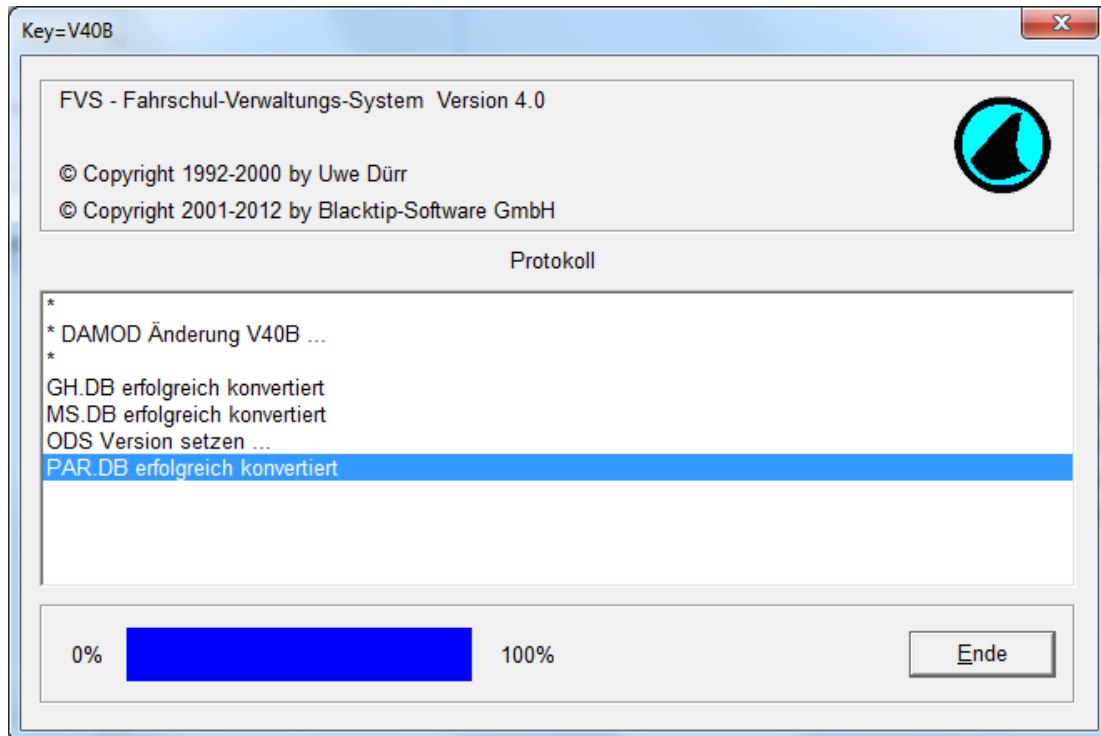 Key=V40B
FVS - Fahrschul-Verwaltungs-System Version 4.0
© Copyright 1992-2000 by Uwe Dürr
© Copyright 2001-2012 by Blacktip-Software GmbH
Protokoll
*
* DAMOD Änderung V40B ...
*
GH.DB erfolgreich konvertiert
MS.DB erfolgreich konvertiert
ODS Version setzen ...
PAR.DB erfolgreich konvertiert
0% 100% Ende